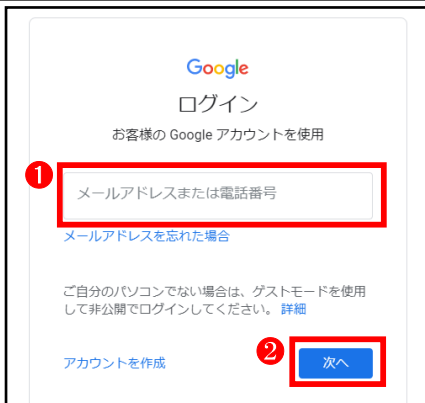 Google
ログイン
お客様の Google アカウントを使用
❶
メールアドレスまたは電話番号
メールアドレスを忘れた場合
ご自分のパソコンでない場合は、ゲストモードを使用
して非公開でログインしてください。 詳細
❷
アカウントを作成 次へ